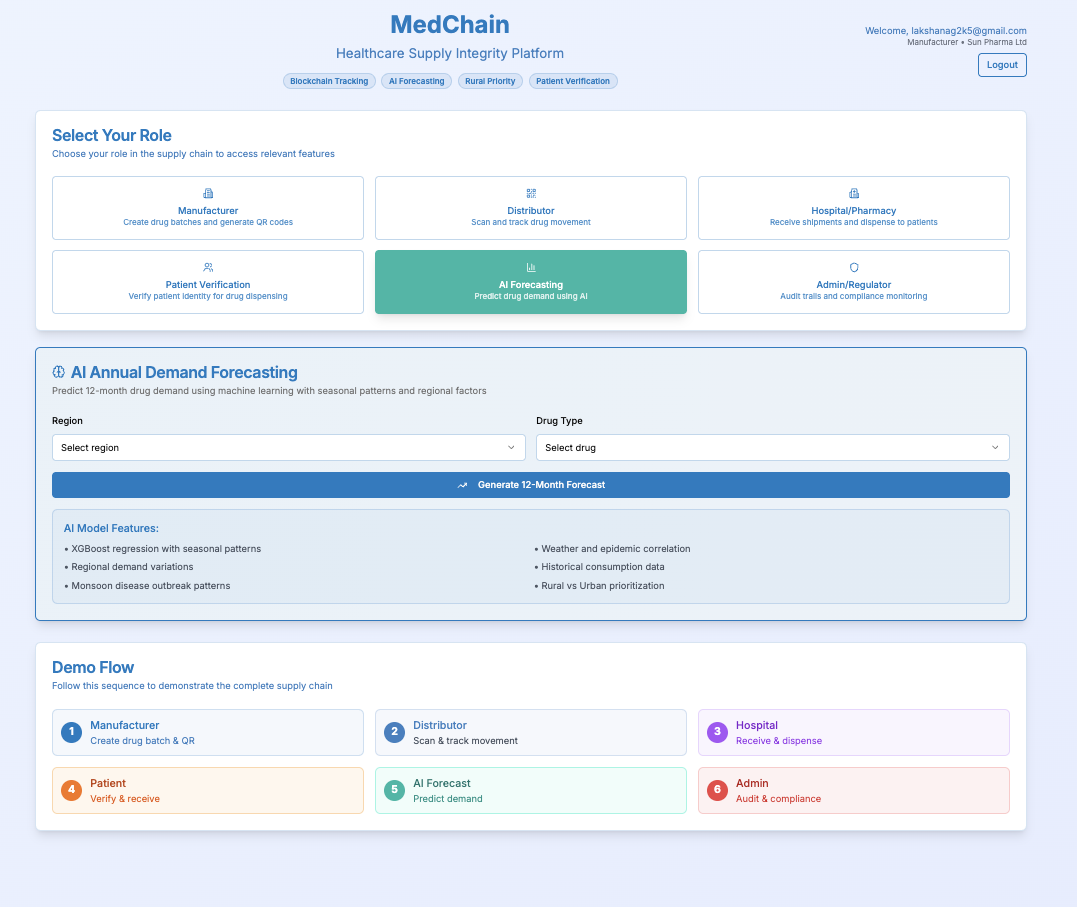 MedChain
Healthcare Supply Integrity Platform
Blockchain Tracking AI Forecasting Rural Priority Patient Verification
Welcome, lakshanag2k5@gmail.com
Manufacturer • Sun Pharma Ltd
Logout
Select Your Role
Choose your role in the supply chain to access relevant features
Manufacturer
Create drug batches and generate QR codes
Distributor
Scan and track drug movement
Hospital/Pharmacy
Receive shipments and dispense to patients
Patient Verification
Verify patient identity for drug dispensing
AI Forecasting
Predict drug demand using AI
Admin/Regulator
Audit trails and compliance monitoring
AI Annual Demand Forecasting
Predict 12-month drug demand using machine learning with seasonal patterns and regional factors
Region
Select region
Drug Type
Select drug
Generate 12-Month Forecast
AI Model Features:
• XGBoost regression with seasonal patterns
• Weather and epidemic correlation
• Regional demand variations
• Historical consumption data
• Monsoon disease outbreak patterns
• Rural vs Urban prioritization
Demo Flow
Follow this sequence to demonstrate the complete supply chain
1
Manufacturer
Create drug batch & QR
2
Distributor
Scan & track movement
3
Hospital
Receive & dispense
4
Patient
Verify & receive
5
AI Forecast
Predict demand
6
Admin
Audit & compliance